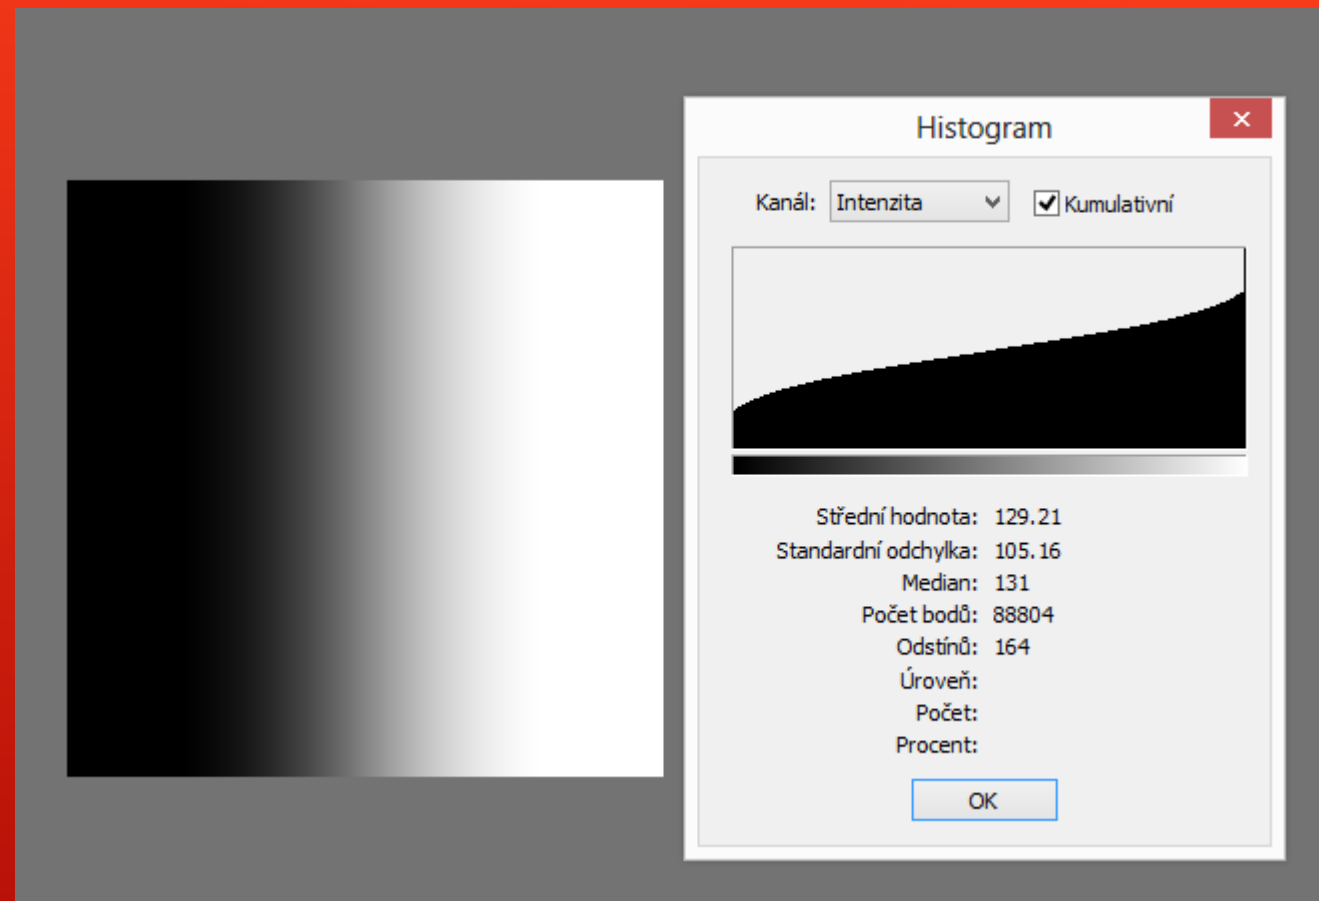 Histogram
Kanál: Intenzita Kumulativní
Střední hodnota: 129.21
Standardní odchylka: 105.16
Median: 131
Počet bodů: 88804
Odstínů: 164
Úroveň:
Počet:
Procent:
OK